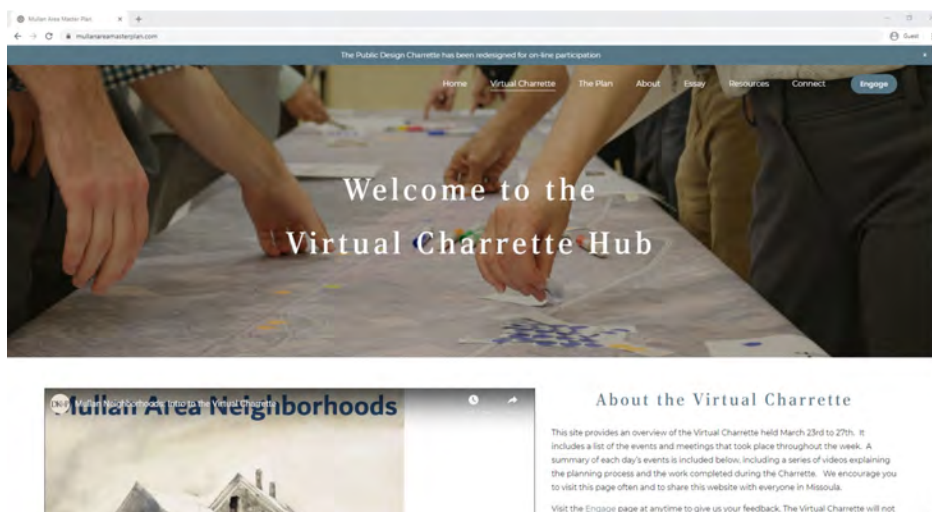 Mullan Area Master Plan
mullanareamasterplan.com
Guest
The Public Design Charrette has been redesigned for on-line participation
Home Virtual Charrette The Plan About Essay Resources Connect Engage
Welcome to the
Virtual Charrette Hub
Mullan Neighborhoods: Intro to the Virtual Charrette
Mullan Area Neighborhoods
About the Virtual Charrette
This site provides an overview of the Virtual Charrette held March 23rd to 27th. It
includes a list of the events and meetings that took place throughout the week. A
summary of each day's events is included below, including a series of videos explaining
the planning process and the work completed during the Charrette. We encourage you
to visit this page often and to share this website with everyone in Missoula.
Visit the Engage page at anytime to give us your feedback. The Virtual Charrette will not